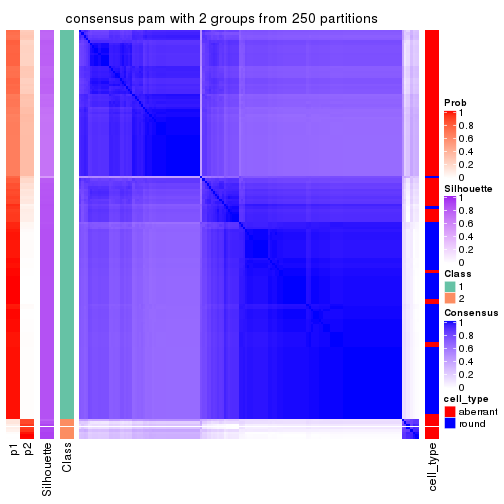 consensus pam with 2 groups from 250 partitions
Prob
1
0.8
0.6
0.4
0.2
0
Silhouette
1
0.8
0.6
0.4
0.2
0
Class
1
2
Consensus
1
0.8
0.6
0.4
0.2
0
cell_type
aberrant
round
p1
p2
Silhouette
Class
cell_type